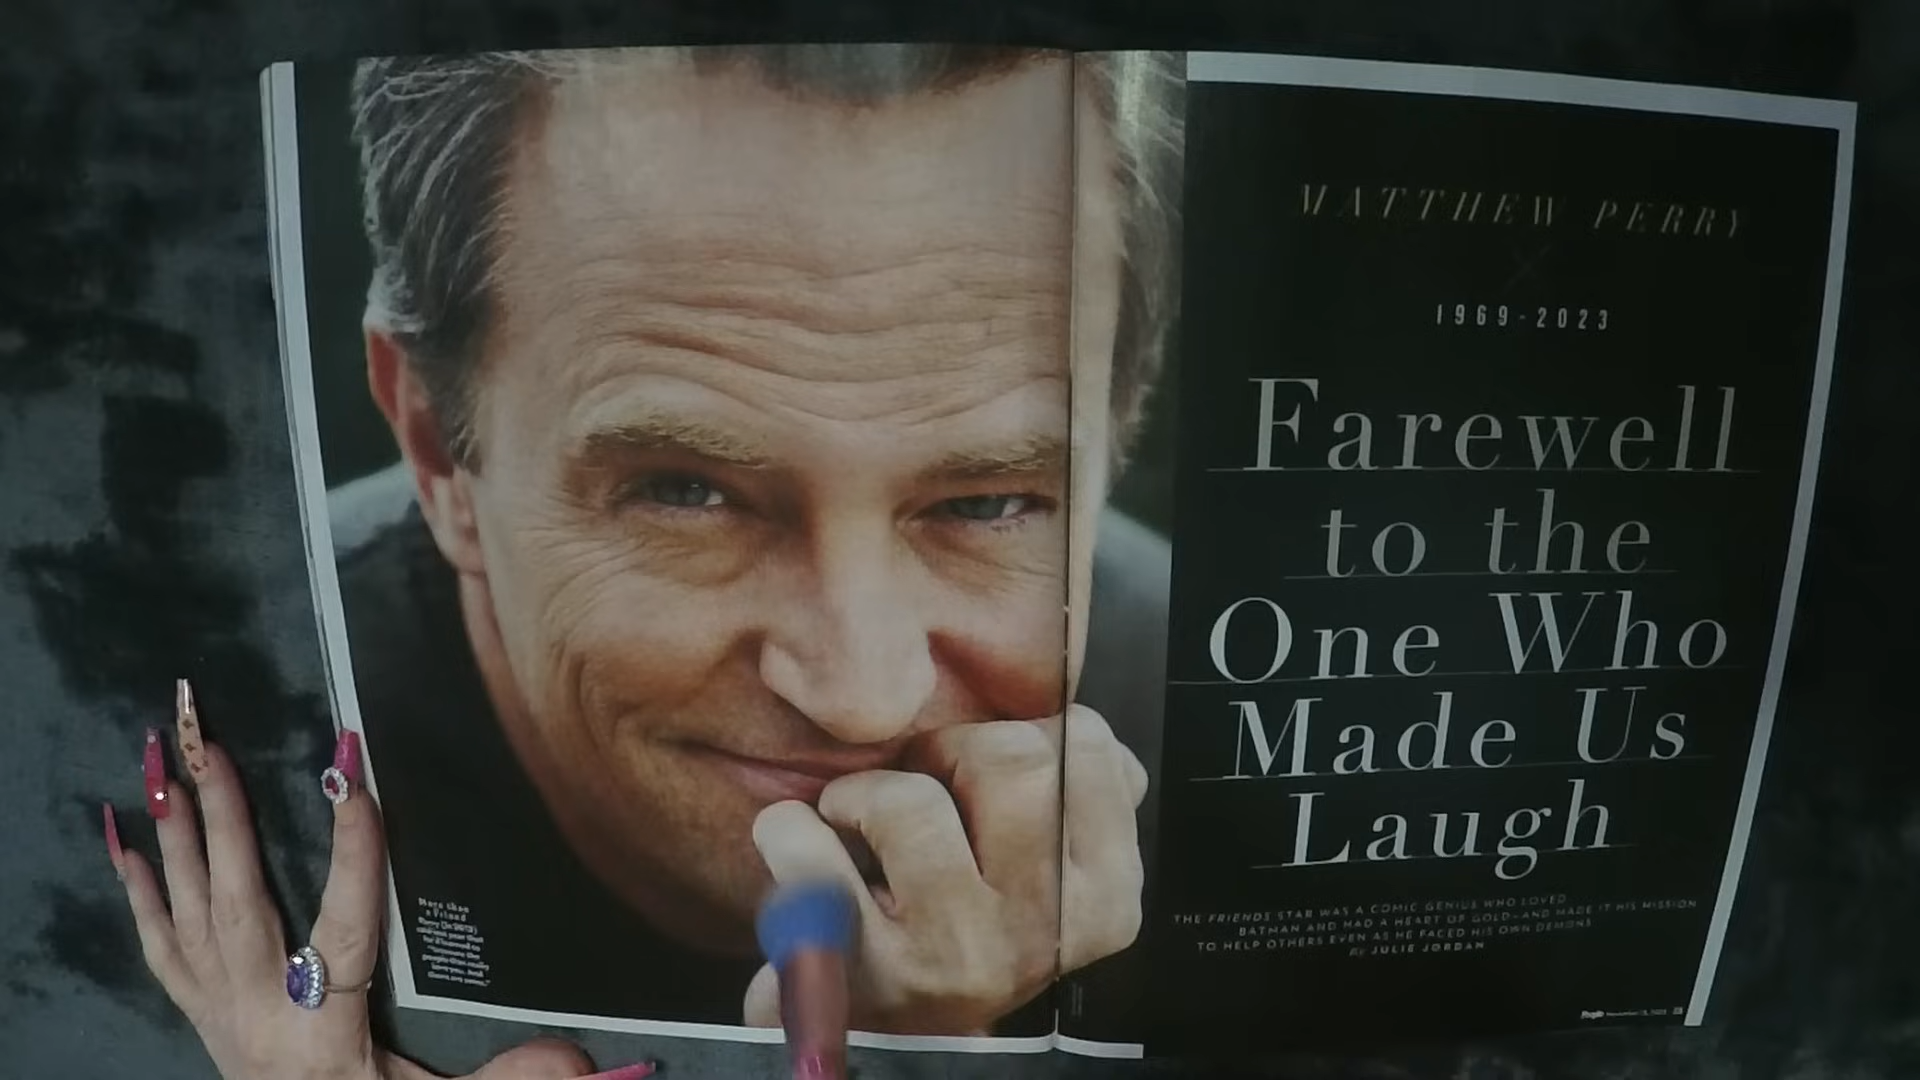 MATTHEW PERRY
1969-2023
Farewell
to the
One Who
Made Us
Laugh
THE FRIENDS STAR WAS A COMIC GENIUS WHO LOVED
BATMAN AND HAD A HEART OF GOLD—AND MADE IT HIS MISSION
TO HELP OTHERS EVEN AS HE FACED HIS OWN DEMONS
By JULIE JORDAN
More than
a Friend
People November